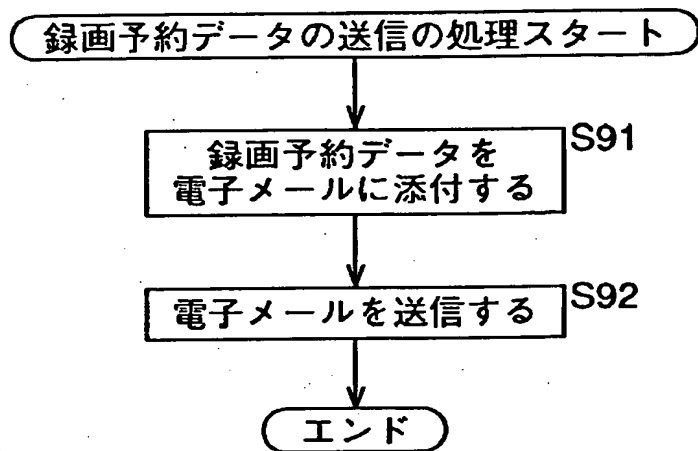 録画予約データの送信の処理スタート
録画予約データを
電子メールに添付する
S91
電子メールを送信する
S92
エンド